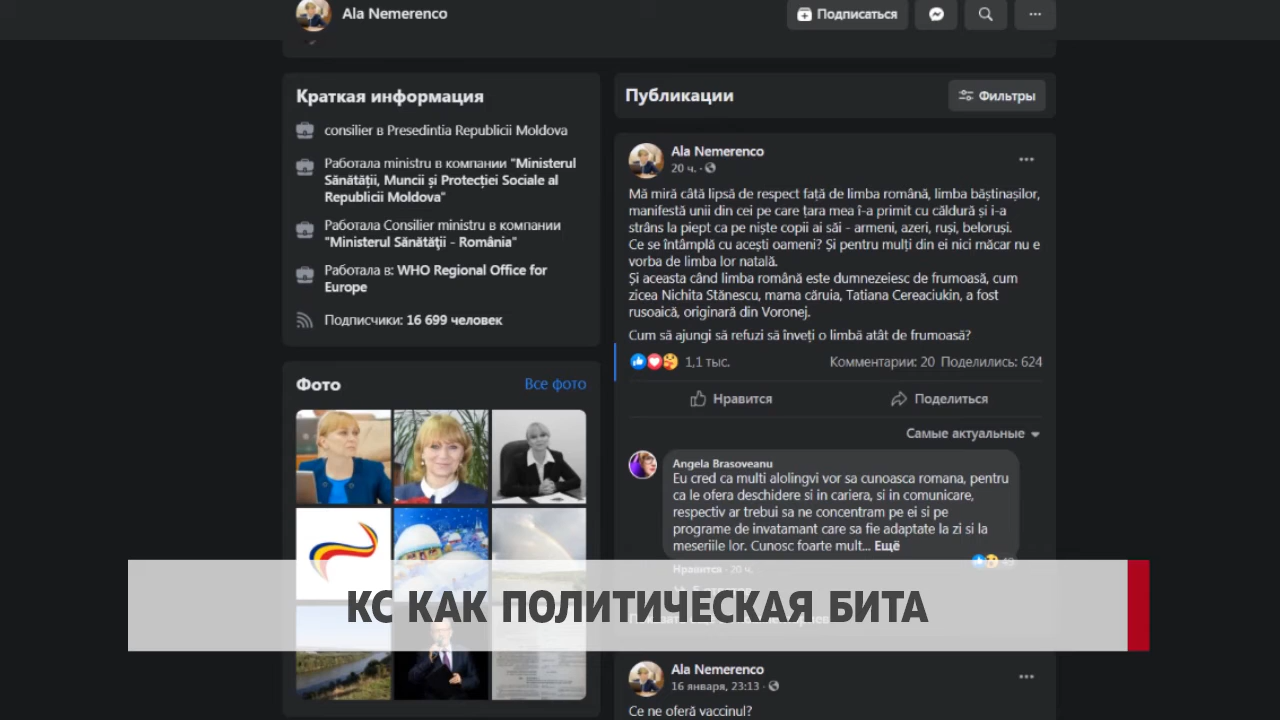 Ala Nemerenco
Подписаться
Краткая информация
consilier в Presedintia Republicii Moldova
Работала ministru в компании "Ministerul
Sănătății, Muncii și Protecției Sociale al
Republicii Moldova"
Работала Consilier ministru в компании
"Ministerul Sănătăţii - România"
Работала в: WHO Regional Office for
Europe
Подписчики: 16 699 человек
Фото
Все фото
Публикации
Фильтры
Ala Nemerenco
20 ч. ·
Mă miră câtă lipsă de respect față de limba română, limba băștinașilor,
manifestă unii din cei pe care țara mea î-a primit cu căldură și i-a
strâns la piept ca pe niște copii ai săi - armeni, azeri, ruși, beloruși.
Ce se întâmplă cu acești oameni? Și pentru mulți din ei nici măcar nu e
vorba de limba lor natală.
Și aceasta când limba română este dumnezeiesc de frumoasă, cum
zicea Nichita Stănescu, mama căruia, Tatiana Cereaciukin, a fost
rusoaică, originară din Voronej.
Cum să ajungi să refuzi să înveți o limbă atât de frumoasă?
1,1 тыс.
Комментарии: 20 Поделились: 624
Нравится
Поделиться
Самые актуальные
Angela Brasoveanu
Eu cred ca multi alolingvi vor sa cunoasca romana, pentru
ca le ofera deschidere si in cariera, si in comunicare,
respectiv ar trebui sa ne concentram pe ei si pe
programe de invatamant care sa fie adaptate la zi si la
meseriile lor. Cunosc foarte mult... Ещё
Нравится · 20 ч.
КС КАК ПОЛИТИЧЕСКАЯ БИТА
Ala Nemerenco
16 января, 23:13 ·
Ce ne oferă vaccinul?